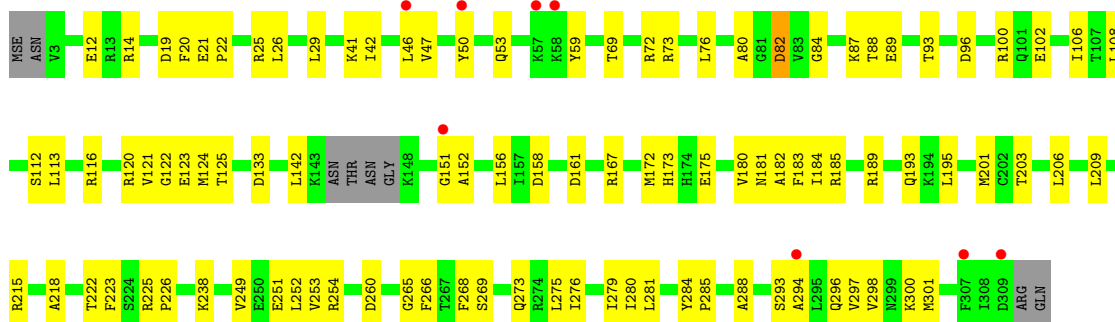 MSE ASN V3 E12 R13 R14 D19 F20 E21 P22 R25 L26 L29 K41 I42 L46 V47 Y50 Q53 K57 K58 Y59 T69 R72 R73 L76 A80 G81 D82 V83 G84 K87 T88 E89 T93 D96 R100 Q101 E102 I106 T107 L108
S112 L113 R116 R120 V121 G122 E123 M124 T125 D133 L142 K143 ASN THR ASN GLY K148 G151 A152 L156 I157 D158 D161 R167 M172 H173 H174 E175 V180 N181 A182 F183 I184 R185 R189 Q193 K194 L195 M201 C202 T203 L206 L209
R215 A218 T222 F223 S224 R225 P226 K238 V249 E250 E251 L252 V253 R254 D260 G265 F266 T267 F268 S269 Q273 R274 L275 I276 I279 I280 L281 Y284 P285 A288 S293 A294 L295 Q296 V297 V298 N299 K300 M301 F307 I308 D309 ARG GLN